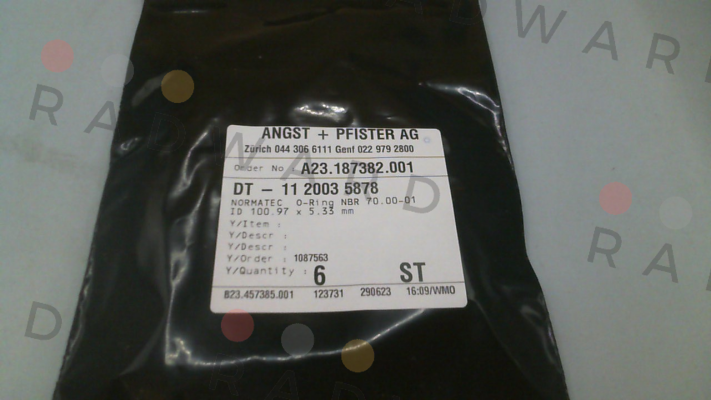 ANGST + PFISTER AG
Zürich 044 306 6111 Genf 022 979 2800
Order No A23.187382.001
DT - 11 2003 5878
NORMATEC O-Ring NBR 70.00-01
ID 100.97 x 5.33 mm
Y/Item :
Y/Descr :
Y/Descr :
Y/Order : 1087563
Y/Quantity : 6 ST
B23.457385.001 123731 290623 16:09/WMO